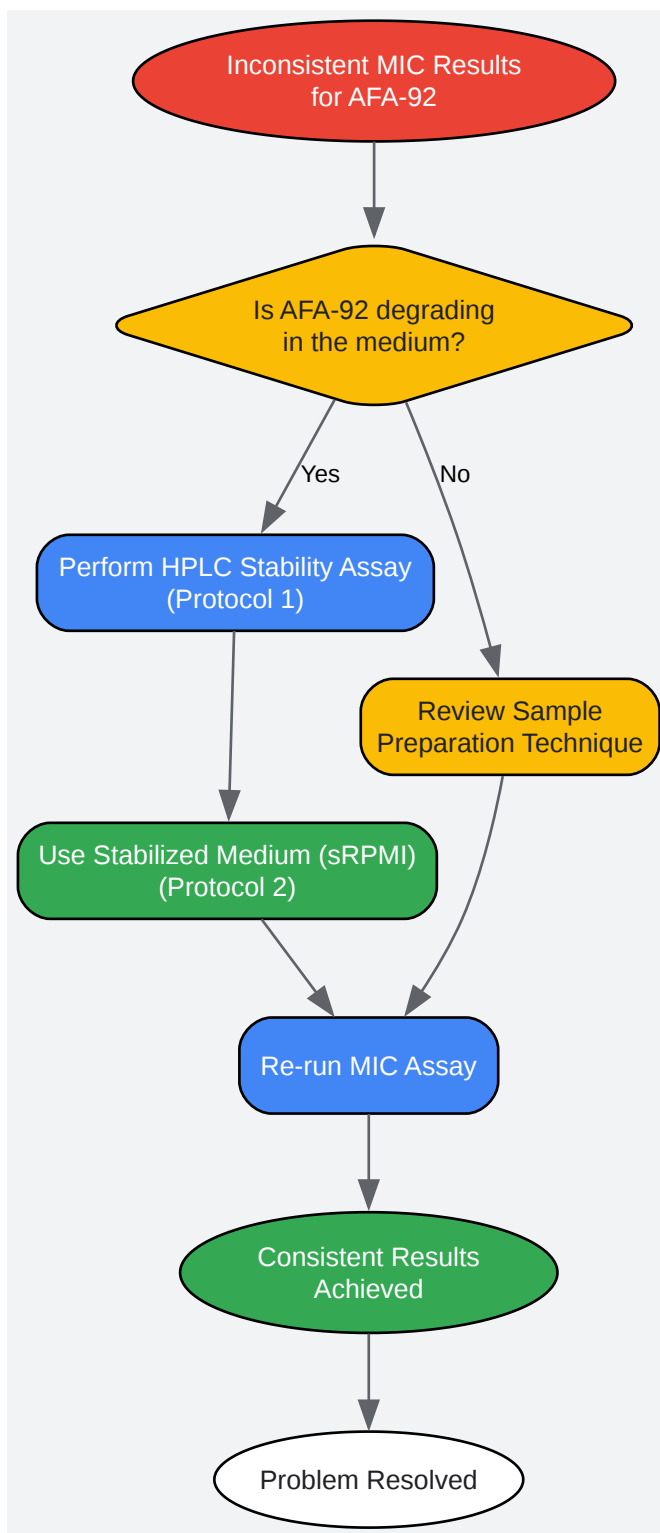 Inconsistent MIC Results
for AFA-92
Is AFA-92 degrading
in the medium?
Yes
No
Perform HPLC Stability Assay
(Protocol 1)
Review Sample
Preparation Technique
Use Stabilized Medium (sRPMI)
(Protocol 2)
Re-run MIC Assay
Consistent Results
Achieved
Problem Resolved